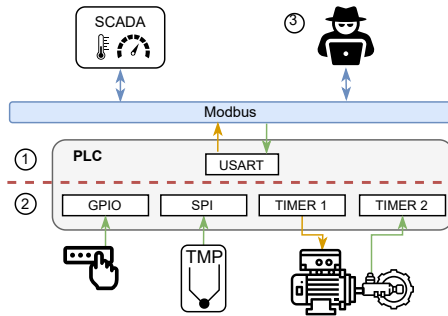 SCADA
3
Modbus
1
PLC
USART
2
GPIO
SPI
TIMER 1
TIMER 2
TMP